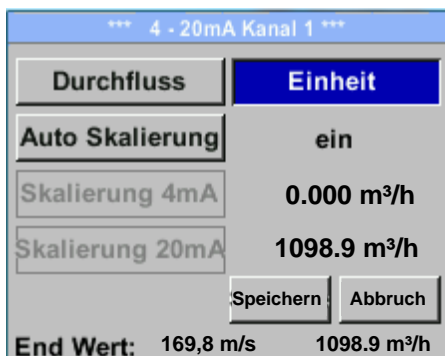 *** 4 - 20mA Kanal 1 ***
Durchfluss Einheit
Auto Skalierung ein
Skalierung 4mA 0.000 m³/h
Skalierung 20mA 1098.9 m³/h
Speichern Abbruch
End Wert: 169,8 m/s 1098.9 m³/h